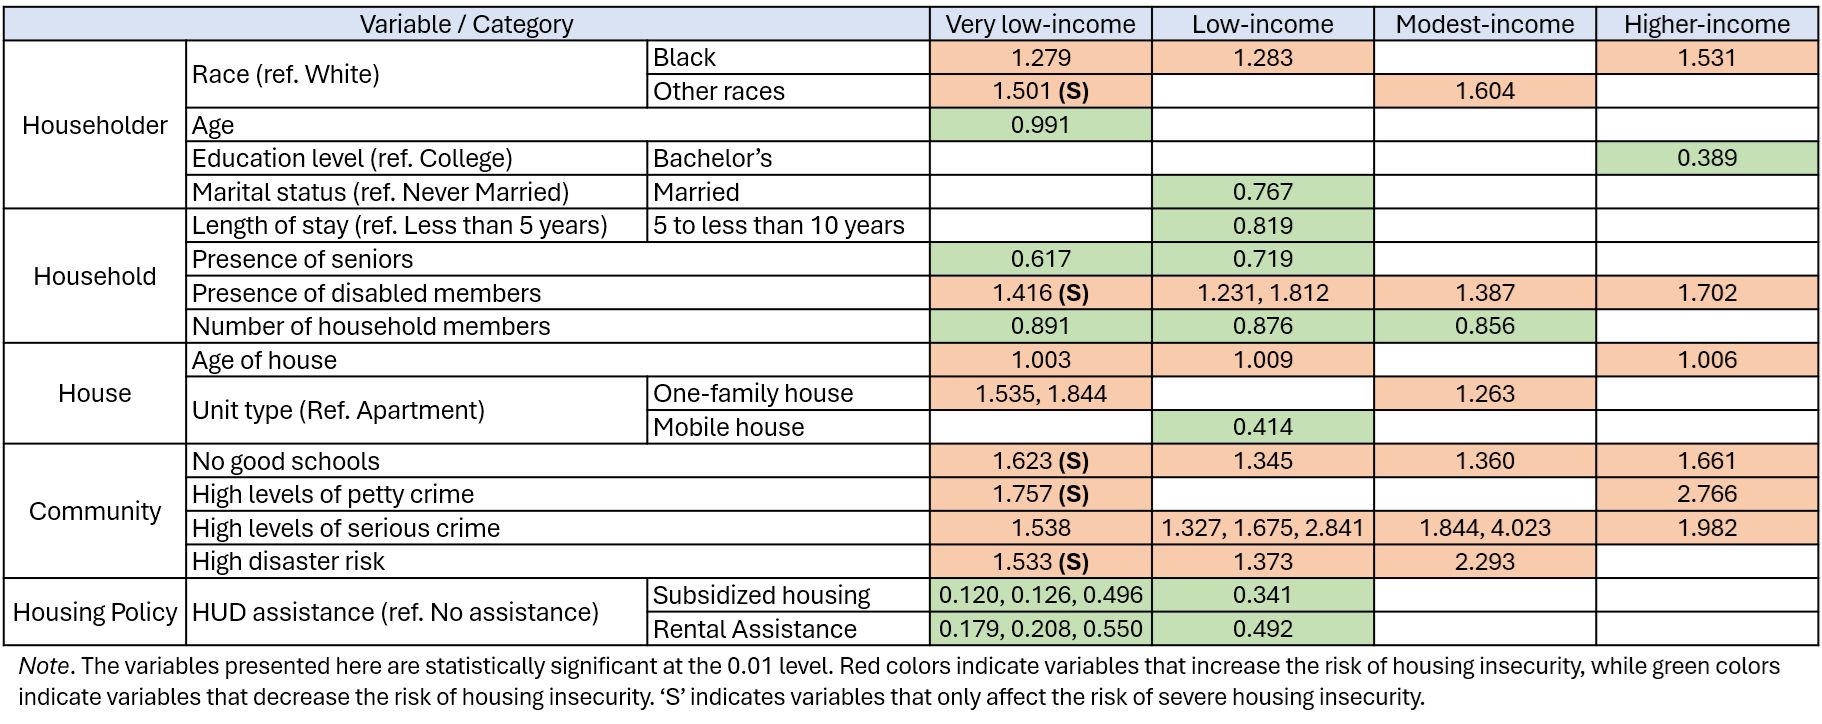 Variable / Category Very low-income Low-income Modest-income Higher-income
Householder Race (ref. White) Black 1.279 1.283 1.531
Other races 1.501 (S) 1.604
Age 0.991
Education level (ref. College) Bachelor’s 0.389
Marital status (ref. Never Married) Married 0.767
Household Length of stay (ref. Less than 5 years) 5 to less than 10 years 0.819
Presence of seniors 0.617 0.719
Presence of disabled members 1.416 (S) 1.231, 1.812 1.387 1.702
Number of household members 0.891 0.876 0.856
House Age of house 1.003 1.009 1.006
Unit type (Ref. Apartment) One-family house 1.535, 1.844 1.263
Mobile house 0.414
Community No good schools 1.623 (S) 1.345 1.360 1.661
High levels of petty crime 1.757 (S) 2.766
High levels of serious crime 1.538 1.327, 1.675, 2.841 1.844, 4.023 1.982
High disaster risk 1.533 (S) 1.373 2.293
Housing Policy HUD assistance (ref. No assistance) Subsidized housing 0.120, 0.126, 0.496 0.341
Rental Assistance 0.179, 0.208, 0.550 0.492
Note. The variables presented here are statistically significant at the 0.01 level. Red colors indicate variables that increase the risk of housing insecurity, while green colors
indicate variables that decrease the risk of housing insecurity. ‘S’ indicates variables that only affect the risk of severe housing insecurity.